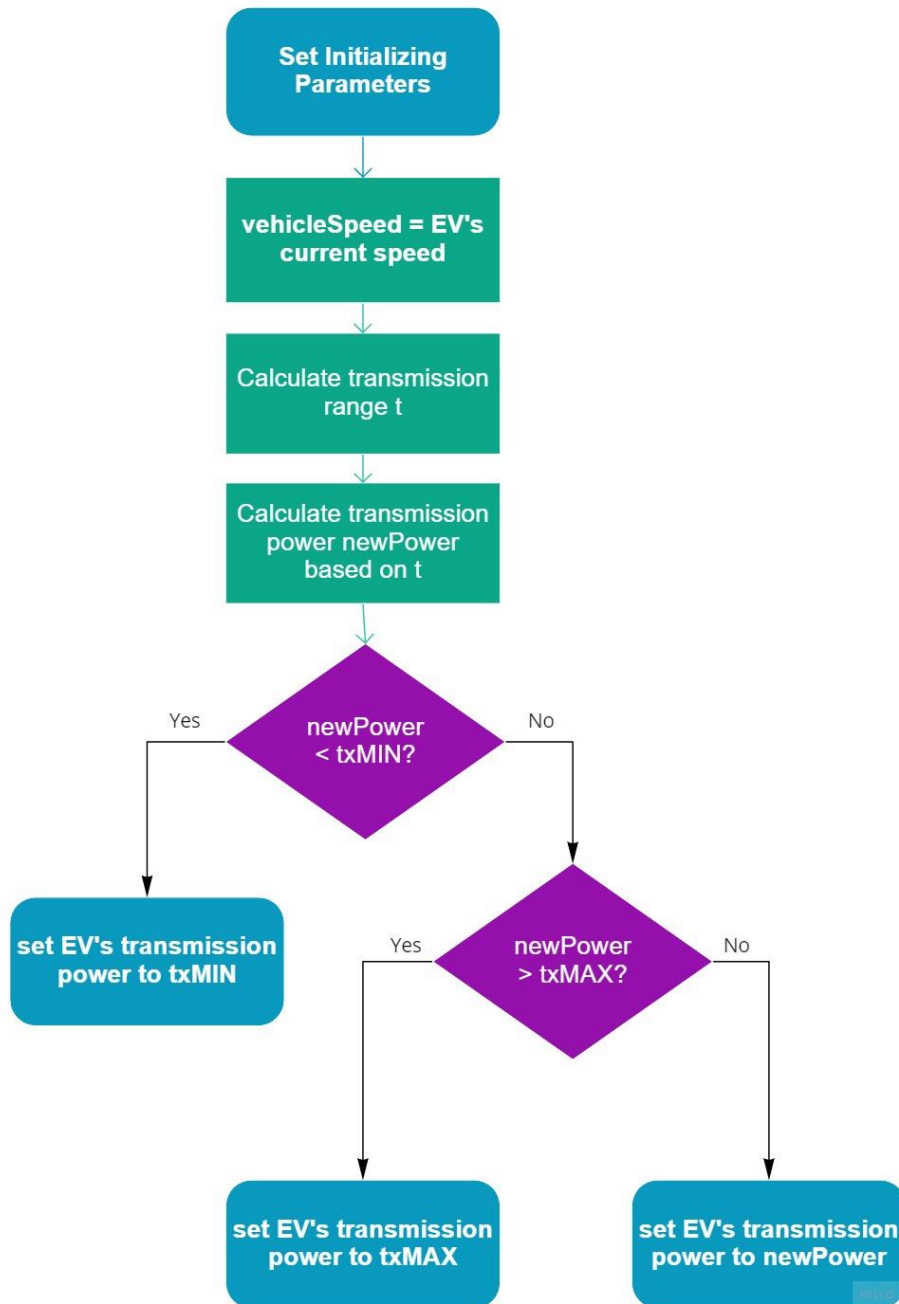 Set Initializing
Parameters
vehicleSpeed = EV's
current speed
Calculate transmission
range t
Calculate transmission
power newPower
based on t
Yes
newPower
< txMIN?
No
set EV's transmission
power to txMIN
Yes
newPower
> txMAX?
No
set EV's transmission
power to txMAX
set EV's transmission
power to newPower
miro